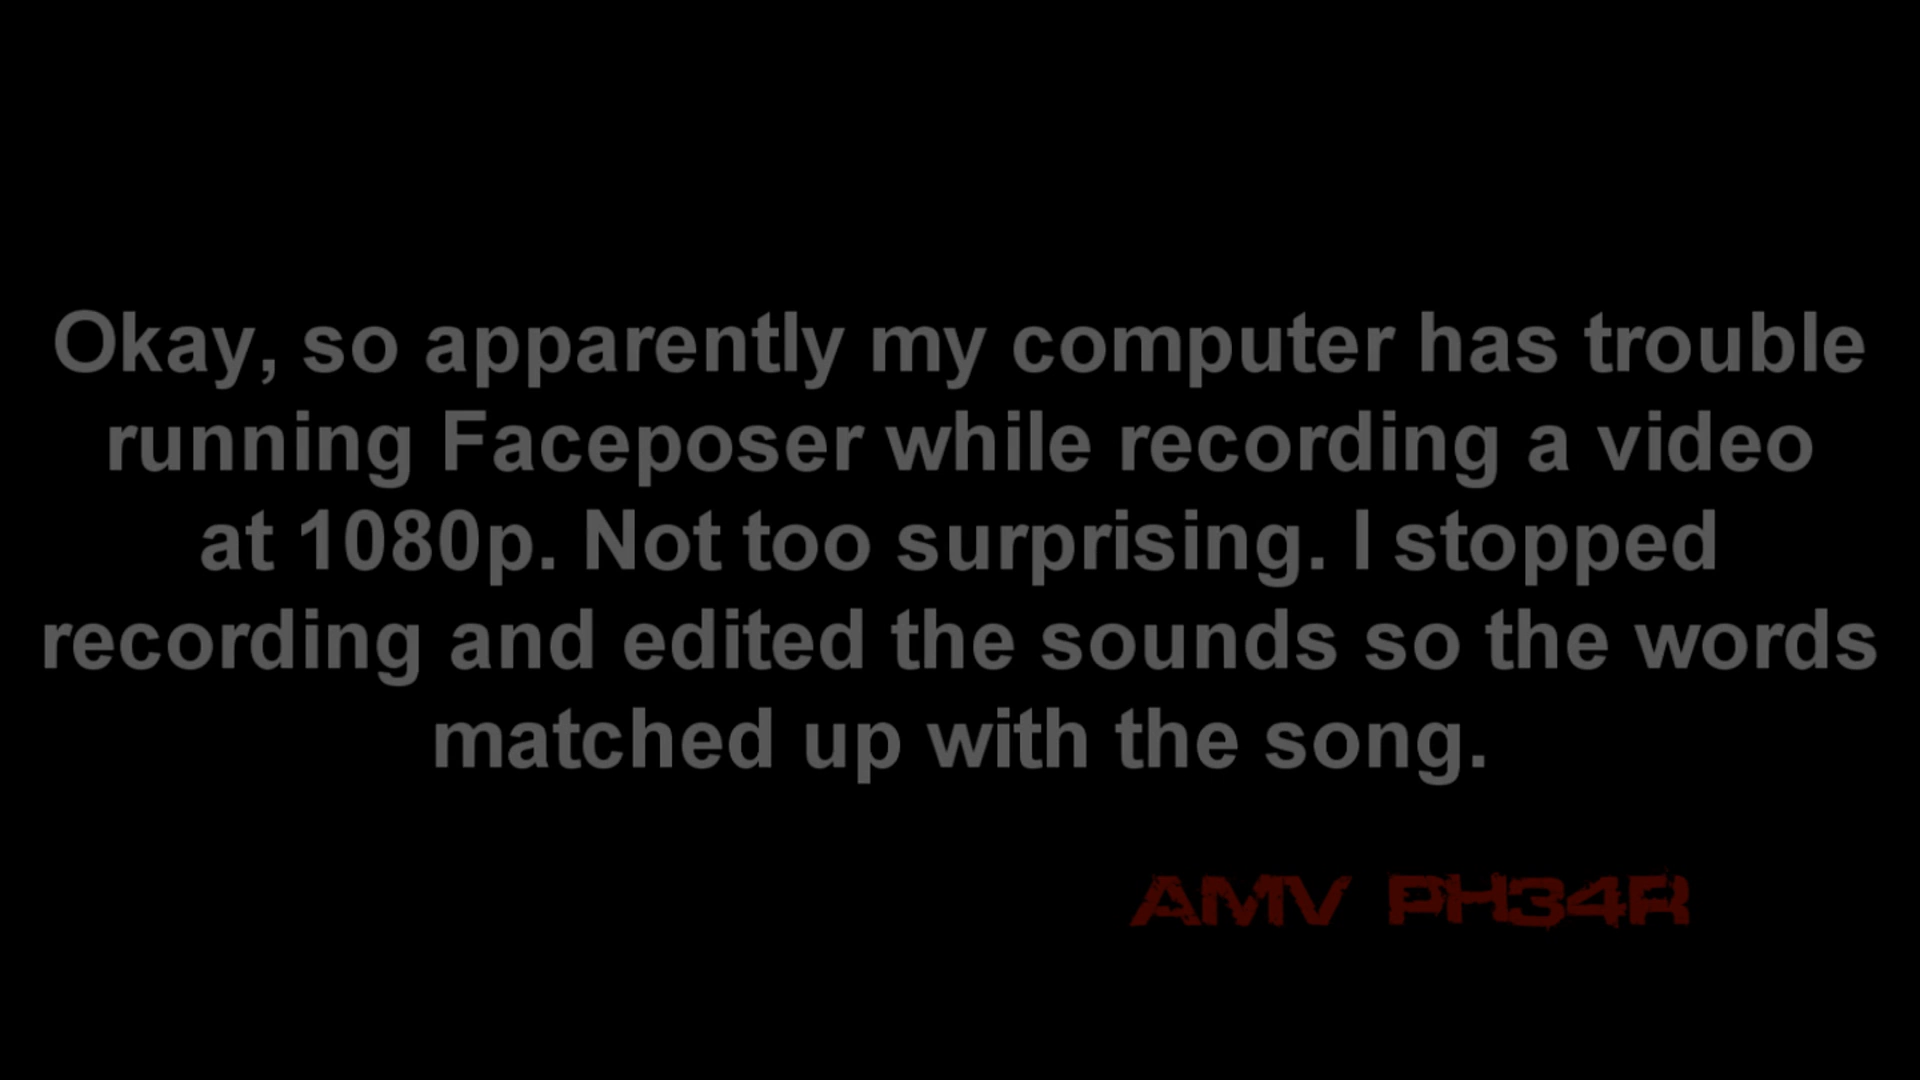 Okay, so apparently my computer has trouble
running Faceposer while recording a video
at 1080p. Not too surprising. I stopped
recording and edited the sounds so the words
matched up with the song.
AMV PH34R